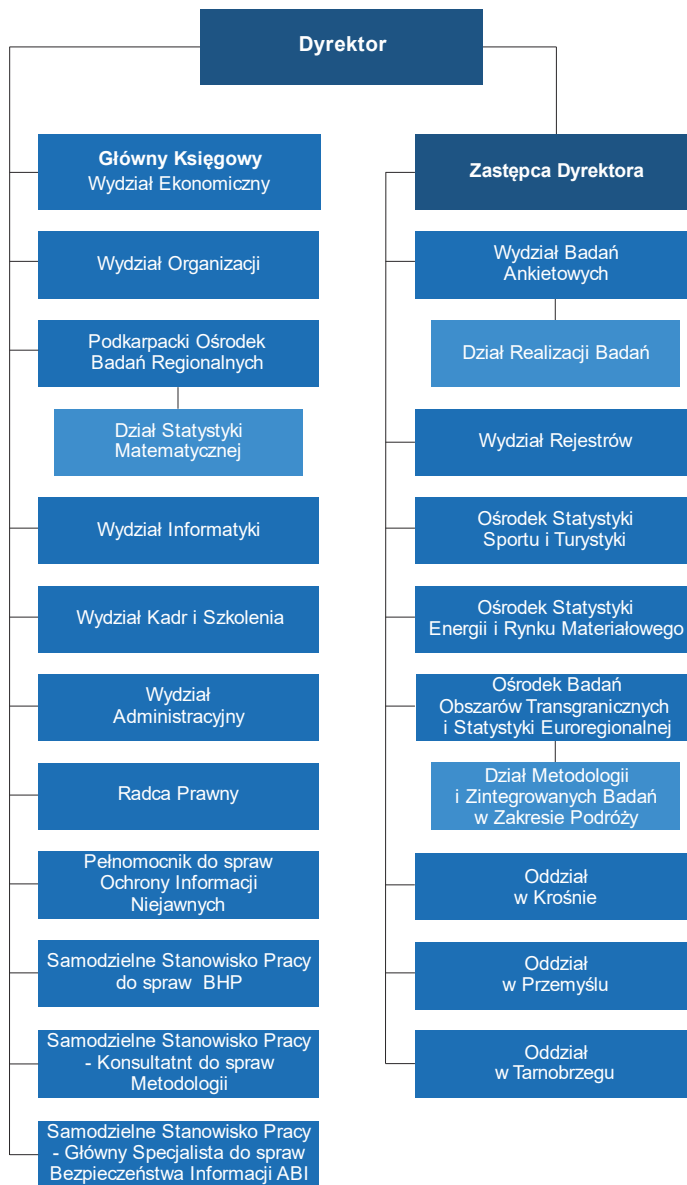 Dyrektor
Główny Księgowy
Wydział Ekonomiczny
Wydział Organizacji
Podkarpacki Ośrodek
Badań Regionalnych
Dział Statystyki
Matematycznej
Wydział Informatyki
Wydział Kadr i Szkolenia
Wydział
Administracyjny
Radca Prawny
Pełnomocnik do spraw
Ochrony Informacji
Niejawnych
Samodzielne Stanowisko Pracy
do spraw BHP
Samodzielne Stanowisko Pracy
- Konsultatnt do spraw
Metodologii
Samodzielne Stanowisko Pracy
- Główny Specjalista do spraw
Bezpieczeństwa Informacji ABI
Zastępca Dyrektora
Wydział Badań
Ankietowych
Dział Realizacji Badań
Wydział Rejestrów
Ośrodek Statystyki
Sportu i Turystyki
Ośrodek Statystyki
Energii i Rynku Materiałowego
Ośrodek Badań
Obszarów Transgranicznych
i Statystyki Euroregionalnej
Dział Metodologii
i Zintegrowanych Badań
w Zakresie Podróży
Oddział
w Krośnie
Oddział
w Przemyślu
Oddział
w Tarnobrzegu